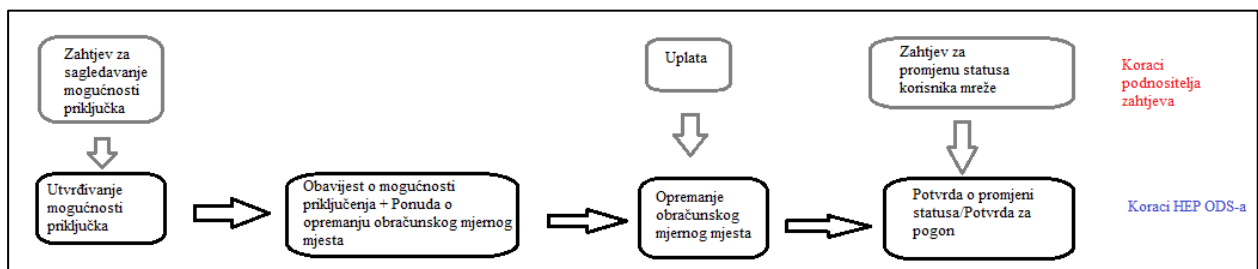 Zahtjev za
sagledavanje
mogućnosti
priključka
Uplata
Zahtjev za
promjenu statusa
korisnika mreže
Koraci
podnositelja
zahtjeva
Utvrđivanje
mogućnosti
priključka
Obavijest o mogućnosti
priključenja + Ponuda o
opremanju obračunskog mjernog
mjesta
Opremanje
obračunskog
mjernog mjesta
Potvrda o promjeni
statusa/Potvrda za
pogon
Koraci HEP ODS-a